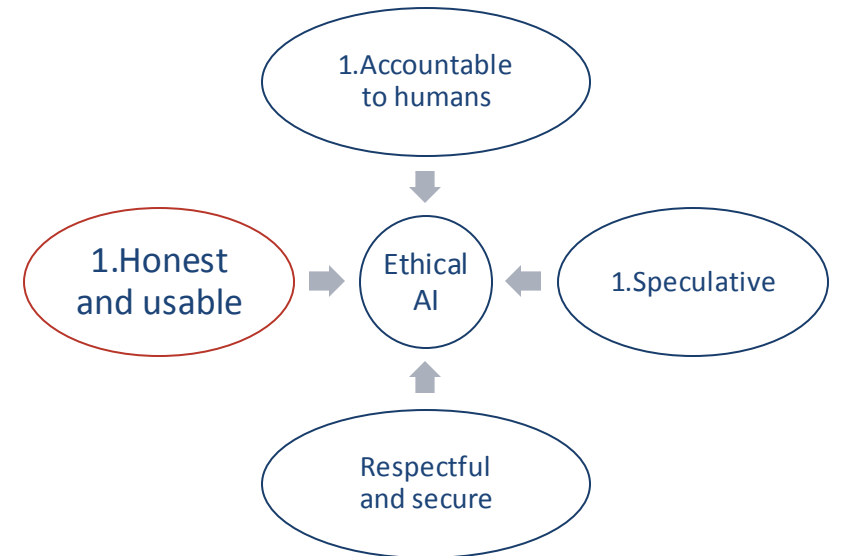 1.Accountable
to humans
1.Honest
and usable
Ethical
AI
1.Speculative
Respectful
and secure